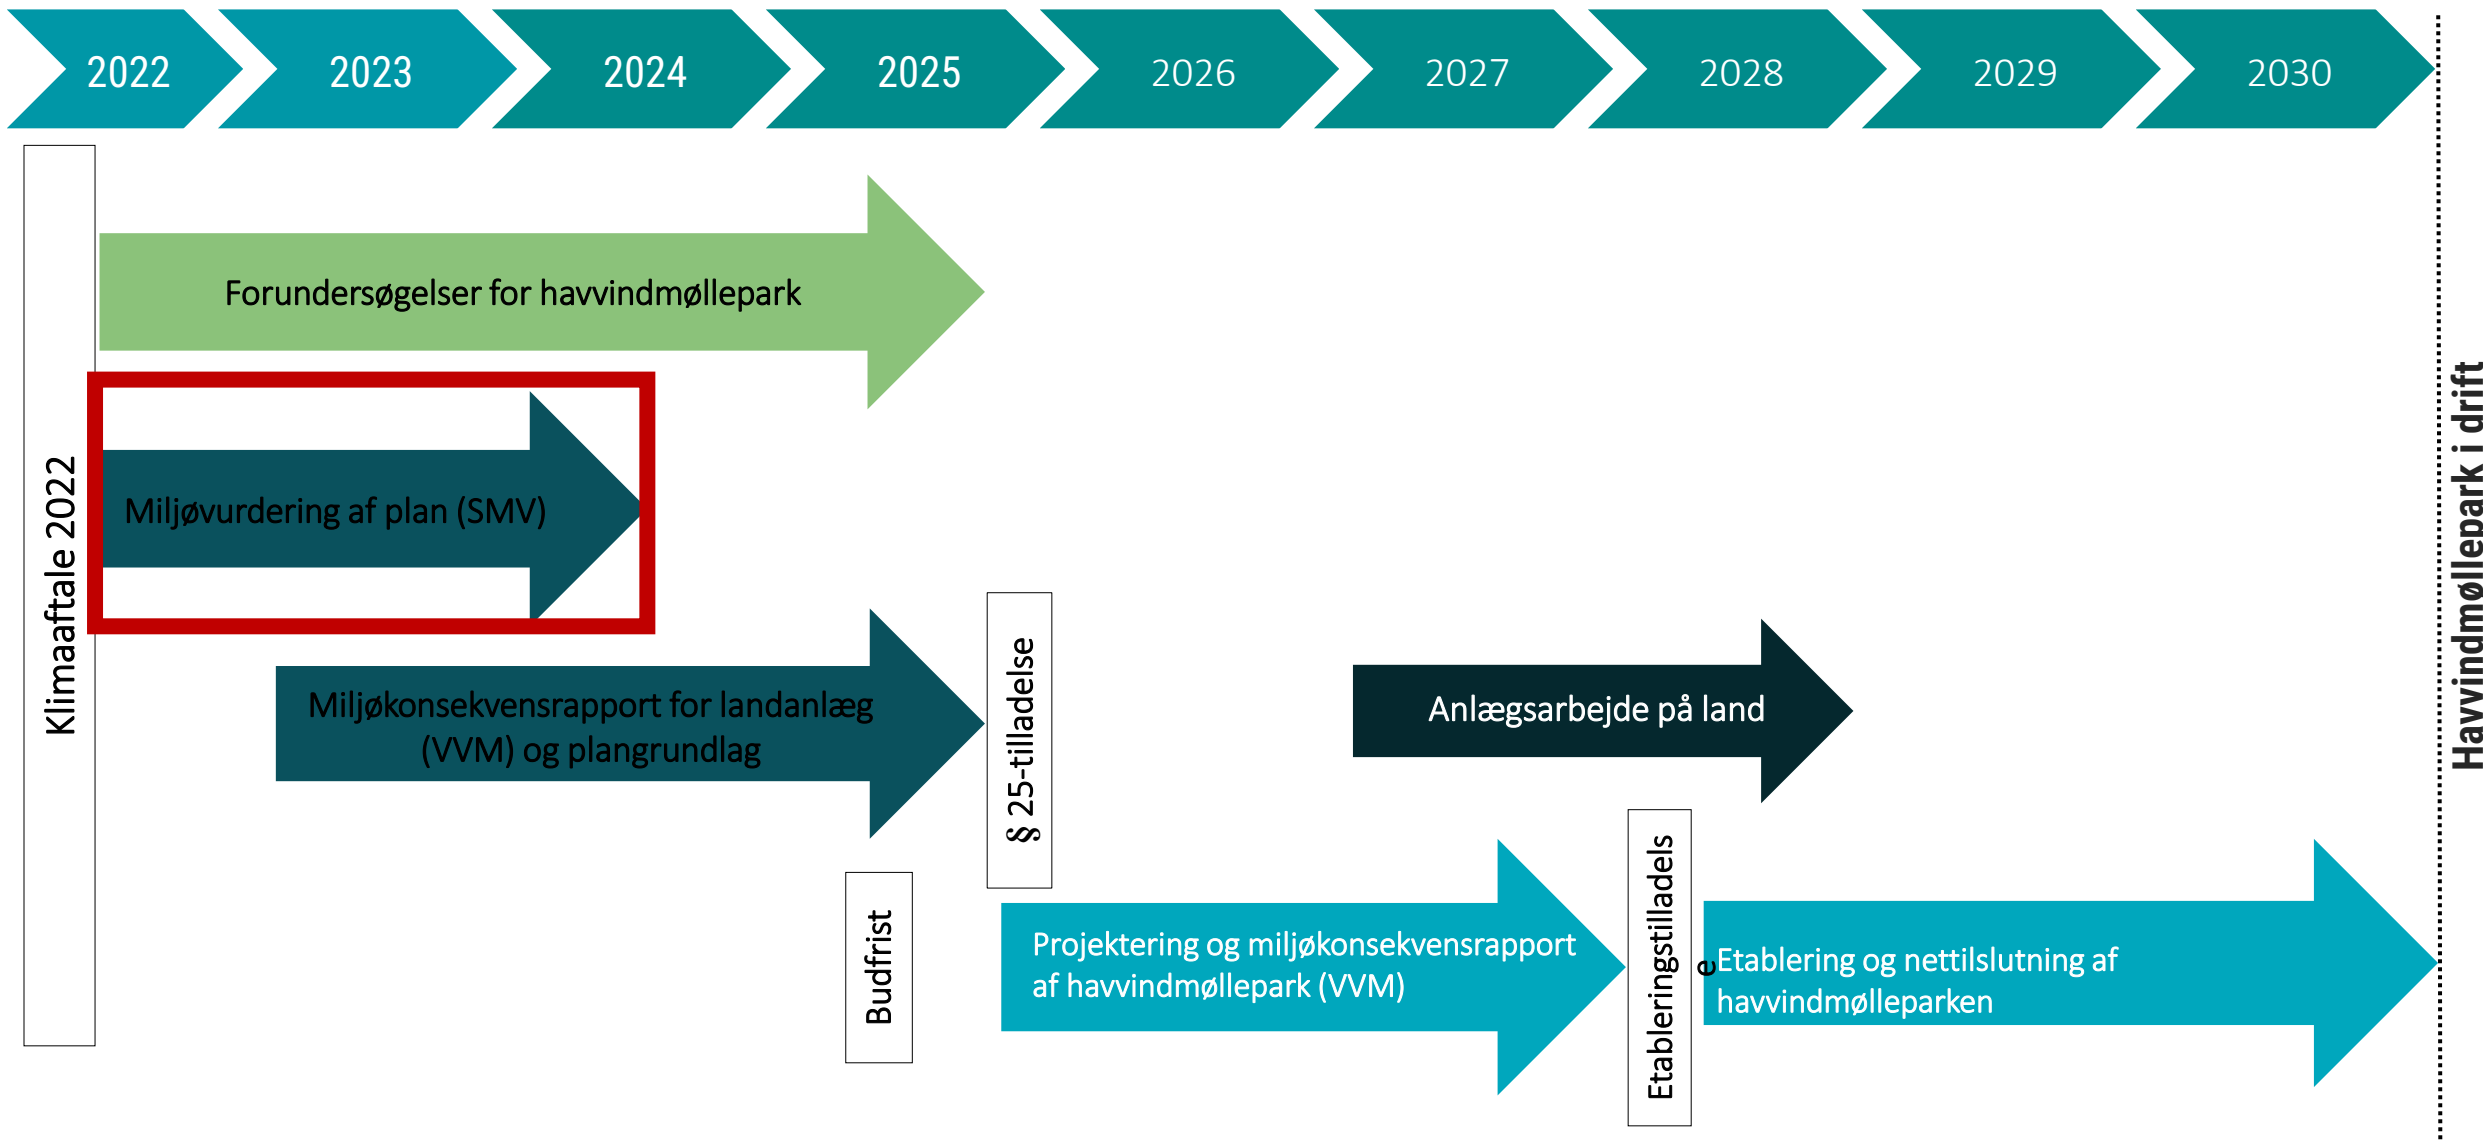 2022
2023
2024
2025
2026
2027
2028
2029
2030
Klimaaftale 2022
Forundersøgelser for havvindmøllepark
Miljøvurdering af plan (SMV)
Miljøkonsekvensrapport for landanlæg
(VVM) og plangrundlag
§ 25-tilladelse
Anlægsarbejde på land
Budfrist
Projektering og miljøkonsekvensrapport
af havvindmøllepark (VVM)
Etableringstilladels
e
Etablering og nettilslutning af
havvindmølleparken
Havvindmøllepark i drift